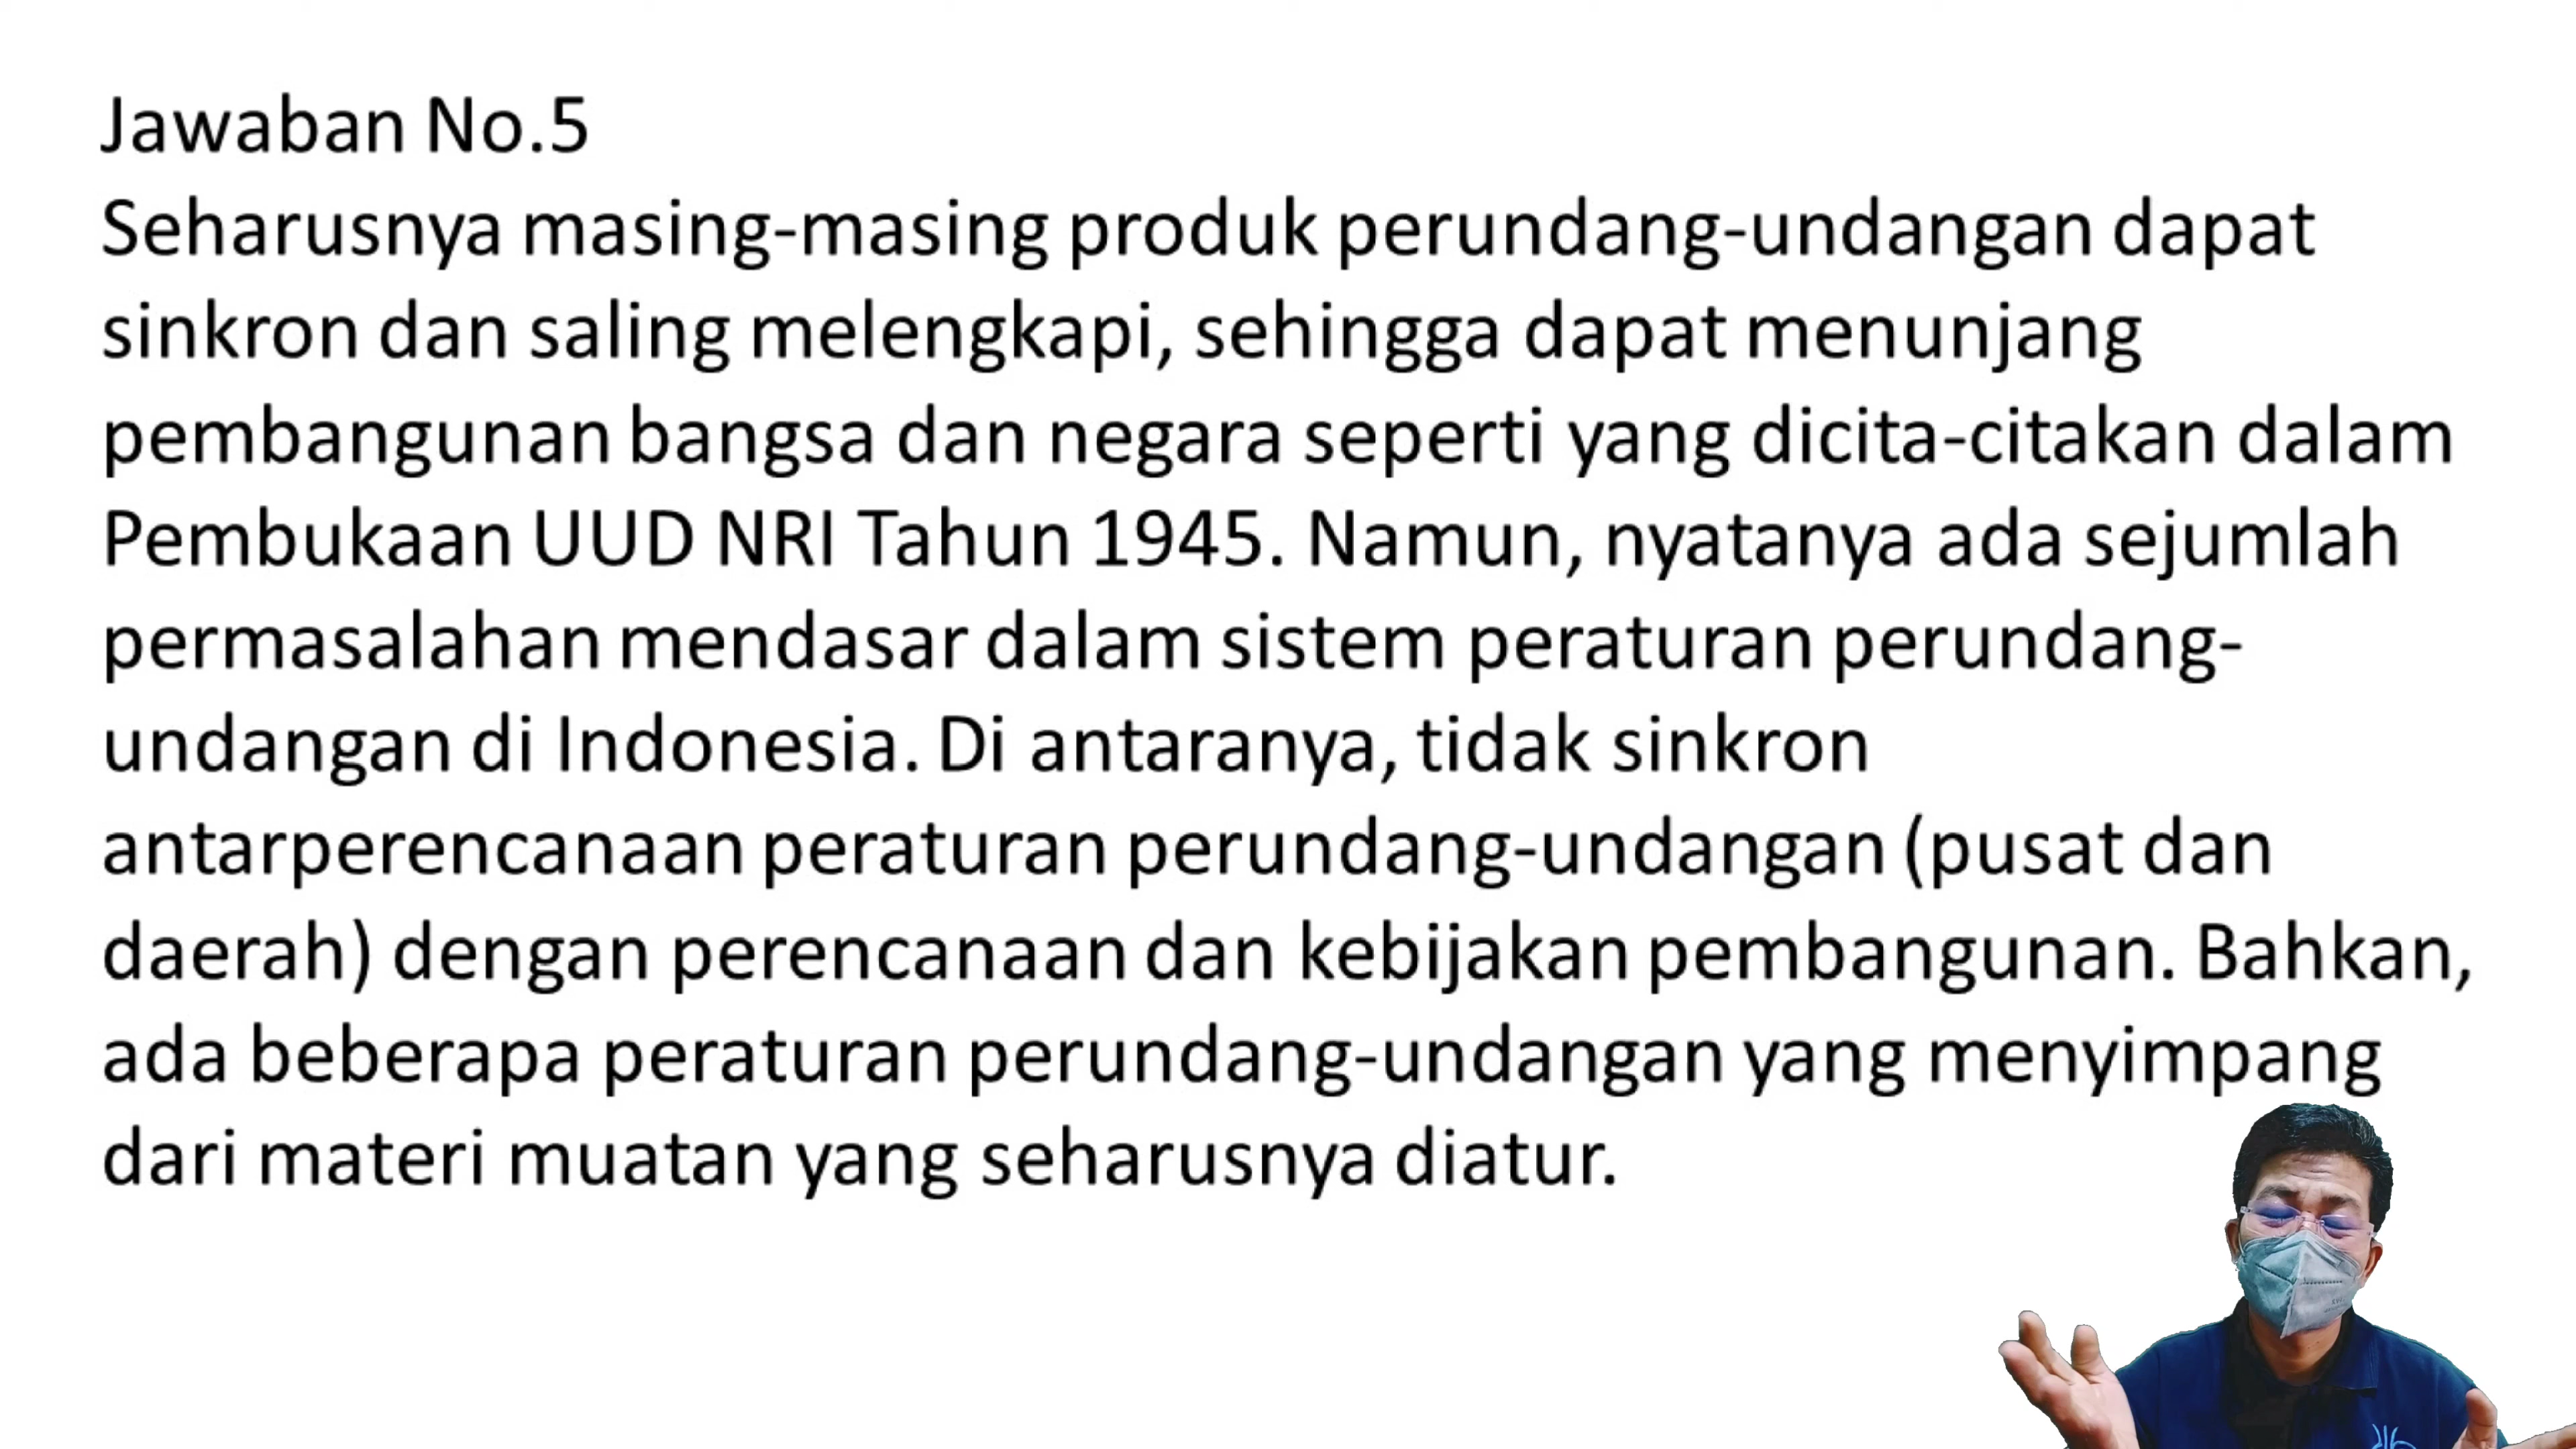 Jawaban No.5
Seharusnya masing-masing produk perundang-undangan dapat
sinkron dan saling melengkapi, sehingga dapat menunjang
pembangunan bangsa dan negara seperti yang dicita-citakan dalam
Pembukaan UUD NRI Tahun 1945. Namun, nyatanya ada sejumlah
permasalahan mendasar dalam sistem peraturan perundang-
undangan di Indonesia. Di antaranya, tidak sinkron
antarperencanaan peraturan perundang-undangan (pusat dan
daerah) dengan perencanaan dan kebijakan pembangunan. Bahkan,
ada beberapa peraturan perundang-undangan yang menyimpang
dari materi muatan yang seharusnya diatur.